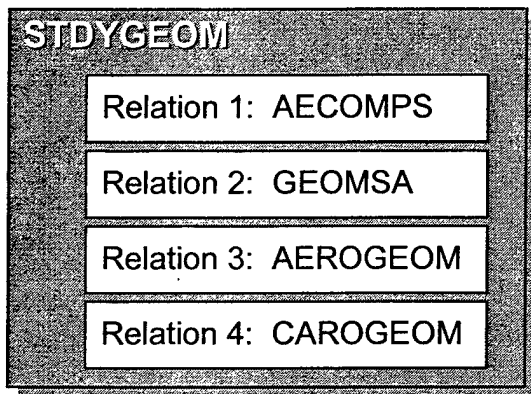 STDYGEOM
Relation 1: AECOMPS
Relation 2: GEOMSA
Relation 3: AEROGEOM
Relation 4: CAROGEOM